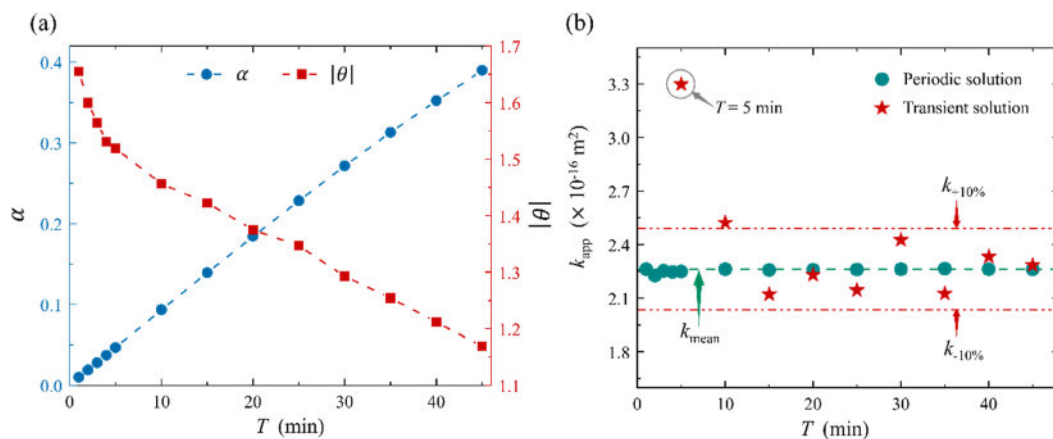 (a)
α
|θ|
0.4
0.3
0.2
0.1
0.0
α
1.7
1.6
1.5
1.4
1.3
1.2
1.1
|θ|
0 10 20 30 40
T (min)
(b)
3.3
3.0
2.7
2.4
2.1
1.8
k_app (× 10^-16 m^2)
Periodic solution
Transient solution
T = 5 min
k_+10%
k_mean
k_-10%
0 10 20 30 40
T (min)